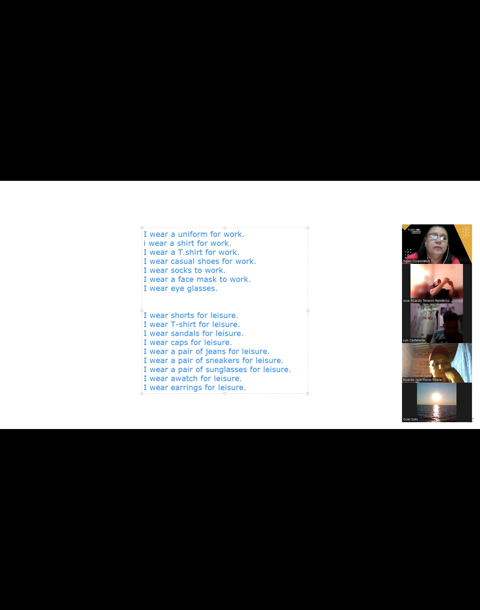 I wear a uniform for work.
i wear a shirt for work.
I wear a T.shirt for work.
I wear casual shoes for work.
I wear socks to work.
I wear a face mask to work.
I wear eye glasses.
I wear shorts for leisure.
I wear T-shirt for leisure.
I wear sandals for leisure.
I wear caps for leisure.
I wear a pair of jeans for leisure.
I wear a pair of sneakers for leisure.
I wear a pair of sunglasses for leisure.
I wear awatch for leisure.
I wear earrings for leisure.